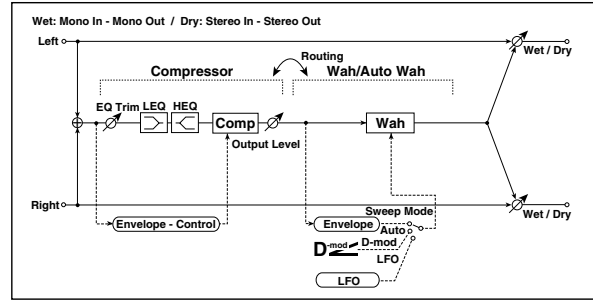 Wet: Mono In - Mono Out / Dry: Stereo In - Stereo Out
Left
Wet / Dry
Routing
Compressor
Wah/Auto Wah
EQ Trim
LEQ
HEQ
Comp
Output Level
Wah
Right
Wet / Dry
Envelope - Control
Envelope
Sweep Mode
Auto
D-mod
D-mod
LFO
LFO